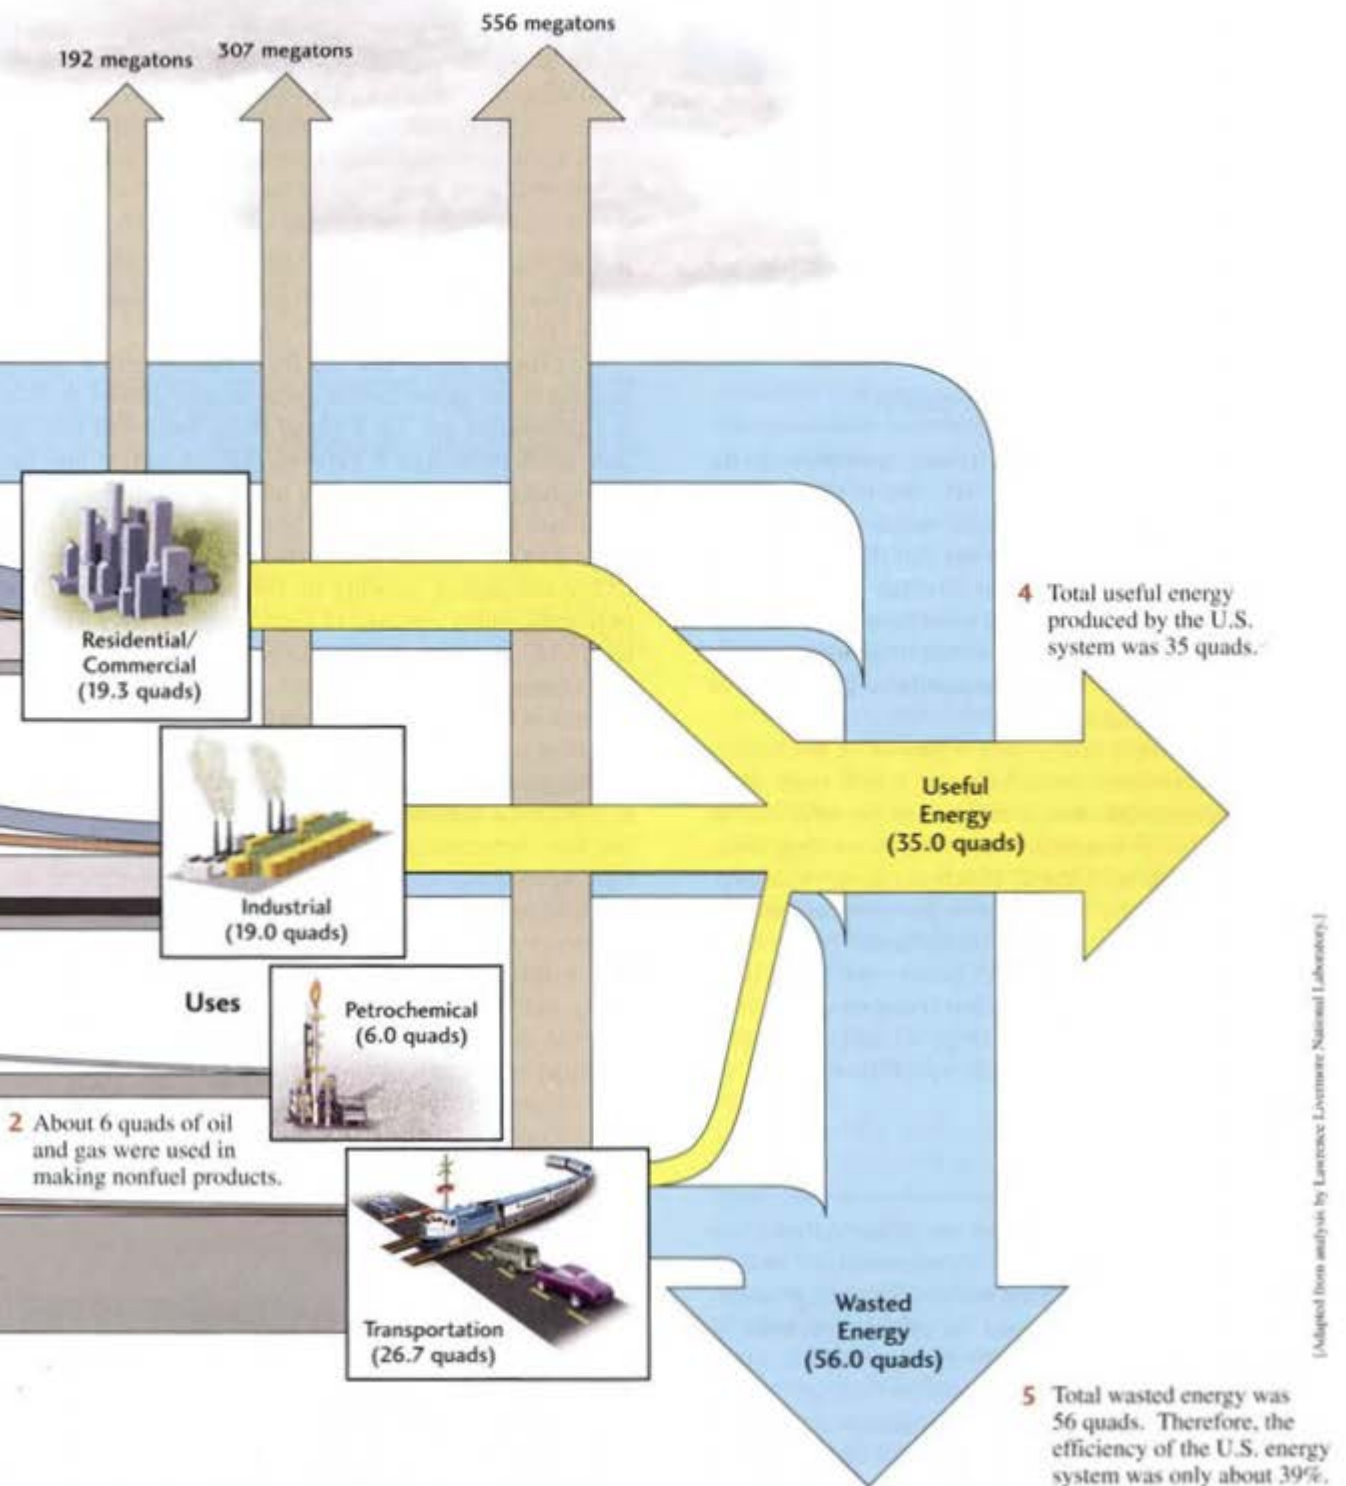 556 megatons
192 megatons
307 megatons
Residential/
Commercial
(19.3 quads)
4 Total useful energy
produced by the U.S.
system was 35 quads.
Useful
Energy
(35.0 quads)
Industrial
(19.0 quads)
Uses
Petrochemical
(6.0 quads)
2 About 6 quads of oil
and gas were used in
making nonfuel products.
Transportation
(26.7 quads)
Wasted
Energy
(56.0 quads)
5 Total wasted energy was
56 quads. Therefore, the
efficiency of the U.S. energy
system was only about 39%.
[Adapted from analysis by Lawrence Livermore National Laboratory.]